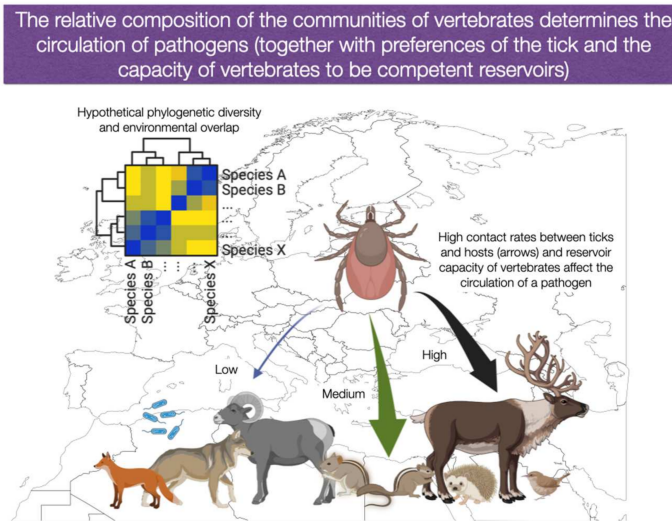 The relative composition of the communities of vertebrates determines the
circulation of pathogens (together with preferences of the tick and the
capacity of vertebrates to be competent reservoirs)
Hypothetical phylogenetic diversity
and environmental overlap
Species A
Species B
...
...
Species X
Species A
Species B
...
...
Species X
High contact rates between ticks
and hosts (arrows) and reservoir
capacity of vertebrates affect the
circulation of a pathogen
Low
Medium
High